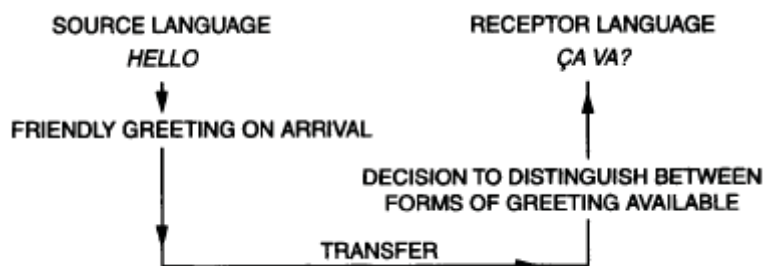 SOURCE LANGUAGE
HELLO
FRIENDLY GREETING ON ARRIVAL
TRANSFER
RECEPTOR LANGUAGE
ÇA VA?
DECISION TO DISTINGUISH BETWEEN
FORMS OF GREETING AVAILABLE